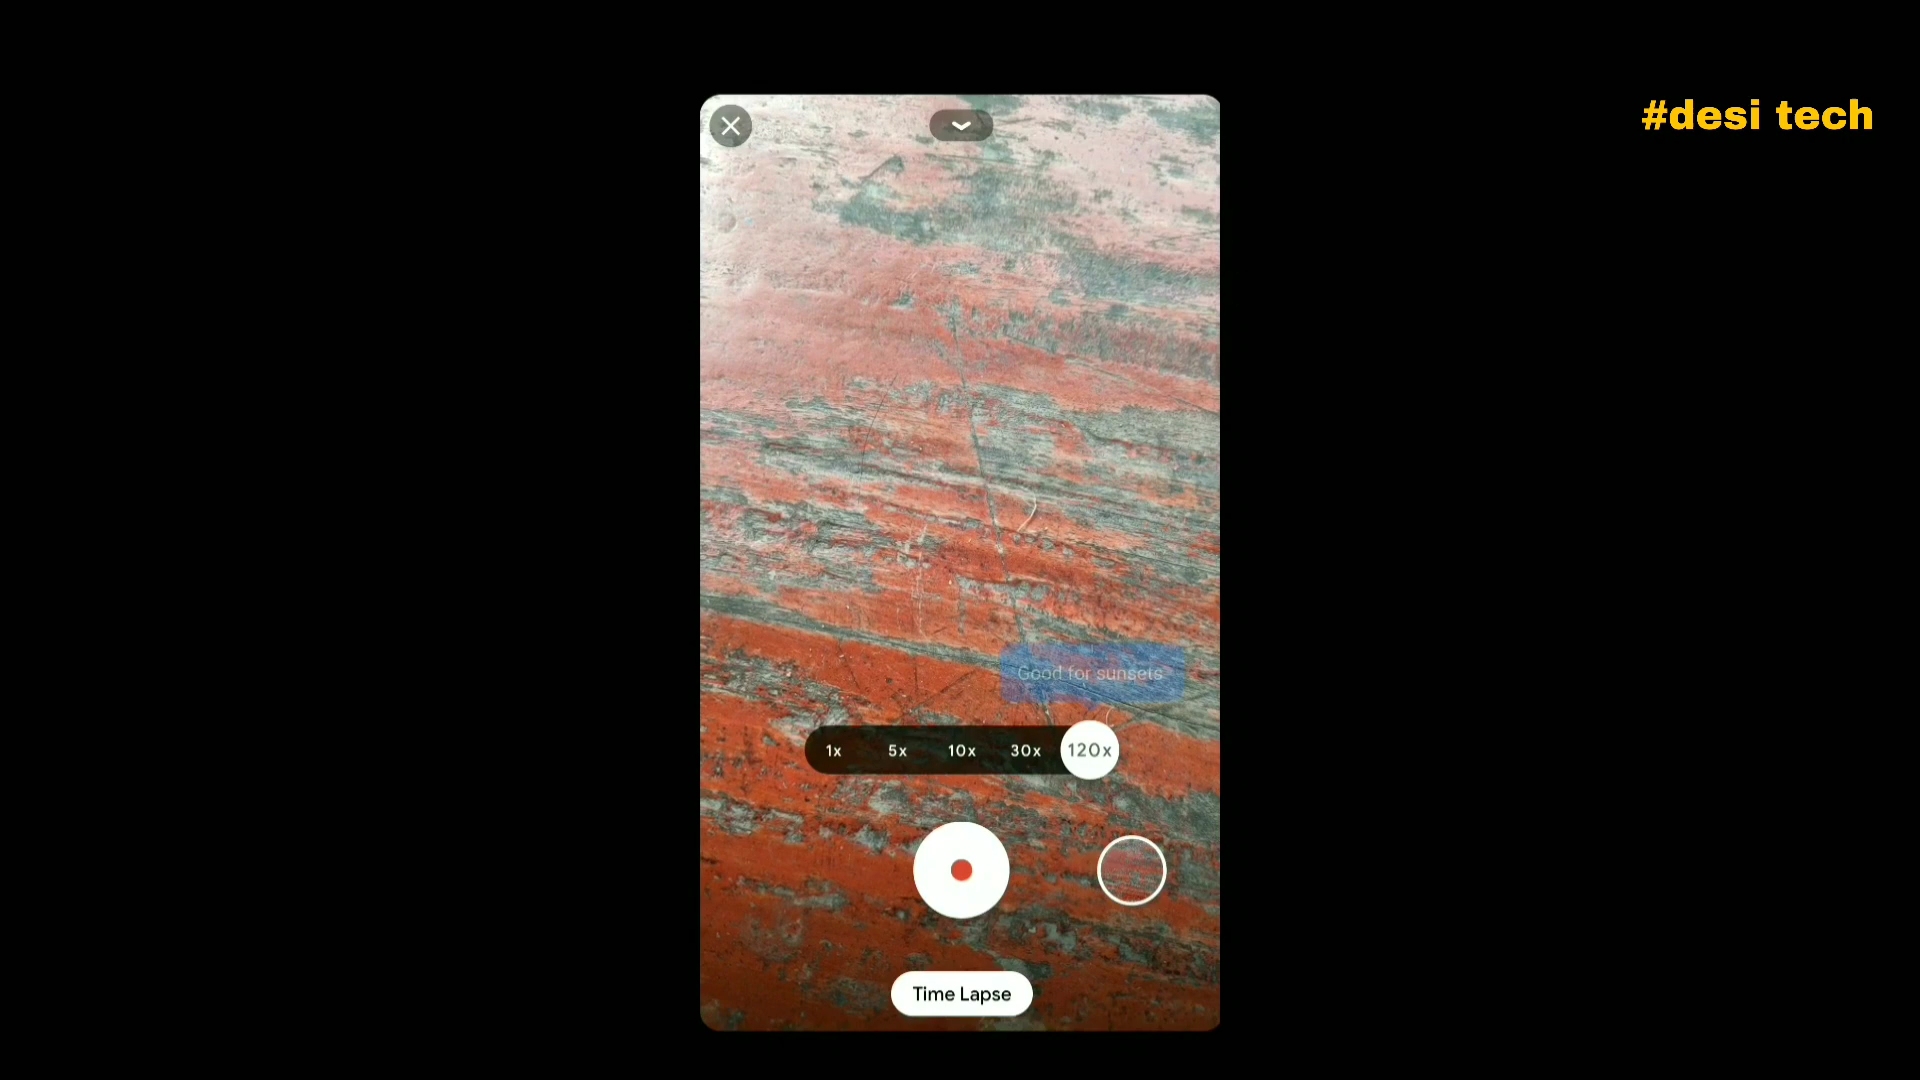 #desi tech
Good for sunsets
1x 5x 10x 30x 120x
Time Lapse